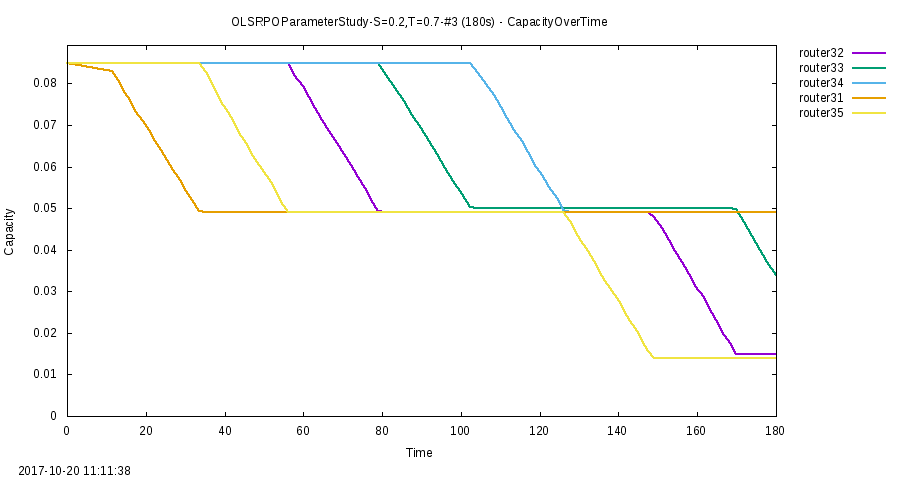 OLSRPOParameterStudy-S=0.2,T=0.7-#3 (180s) - CapacityOverTime
router32
router33
router34
router31
router35
0.08
0.07
0.06
0.05
0.04
0.03
0.02
0.01
0
Capacity
0 20 40 60 80 100 120 140 160 180
Time
2017-10-20 11:11:38